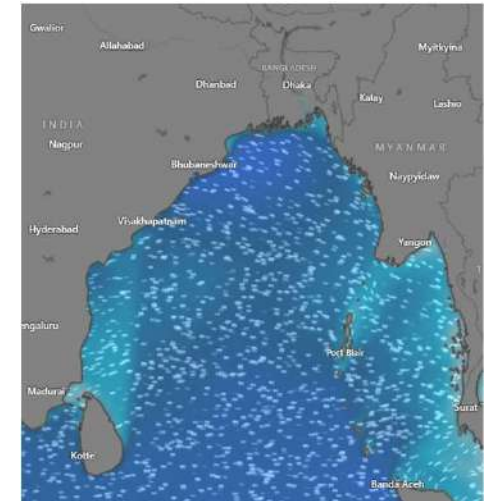 Gwalior
Allahabad
Myitkyina
BANGLADESH
Dhanbad
Dhaka
Kalay
Lashio
INDIA
Nagpur
MYANMAR
Bhubaneshwar
Naypyidaw
Visakhapatnam
Hyderabad
Yangon
engaluru
Port Blair
Madurai
Surat
Kotte
Banda Aceh